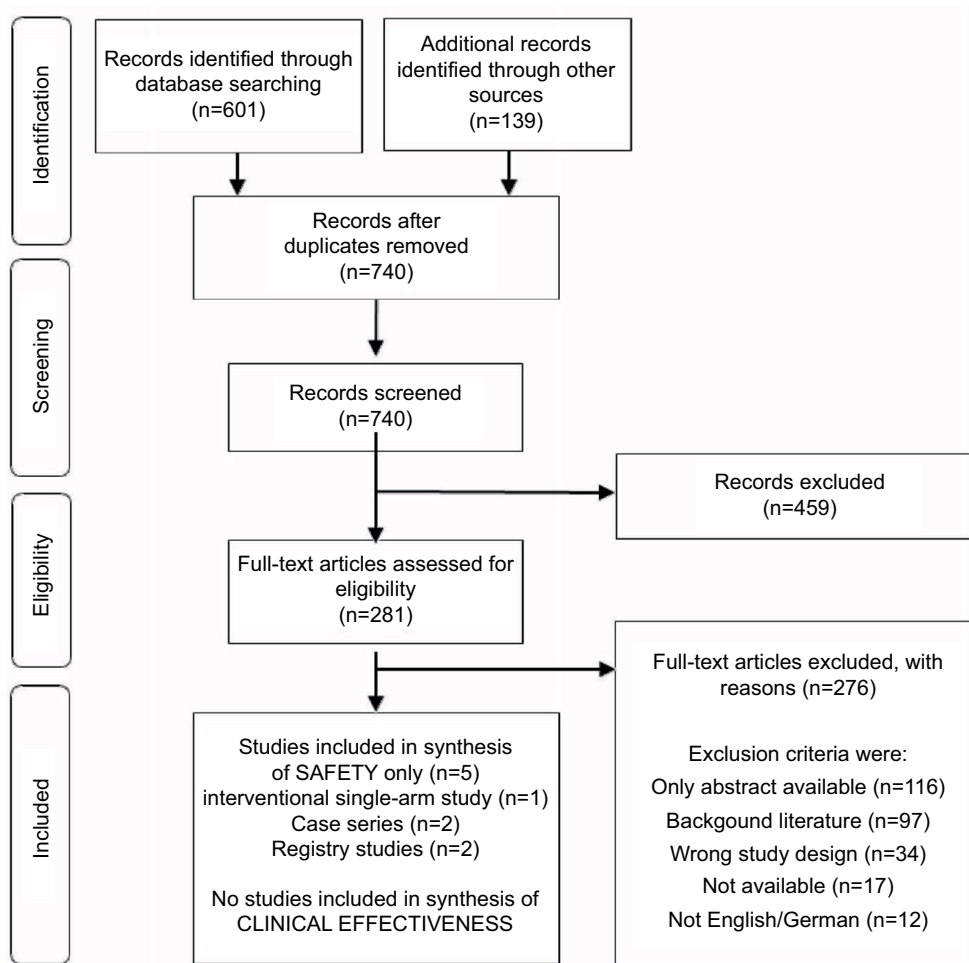 Identification
Records identified through
database searching
(n=601)
Additional records
identified through other
sources
(n=139)
Records after
duplicates removed
(n=740)
Screening
Records screened
(n=740)
Records excluded
(n=459)
Eligibility
Full-text articles assessed for
eligibility
(n=281)
Full-text articles excluded, with
reasons (n=276)
Exclusion criteria were:
Only abstract available (n=116)
Backgound literature (n=97)
Wrong study design (n=34)
Not available (n=17)
Not English/German (n=12)
Included
Studies included in synthesis
of SAFETY only (n=5)
interventional single-arm study (n=1)
Case series (n=2)
Registry studies (n=2)
No studies included in synthesis of
CLINICAL EFFECTIVENESS